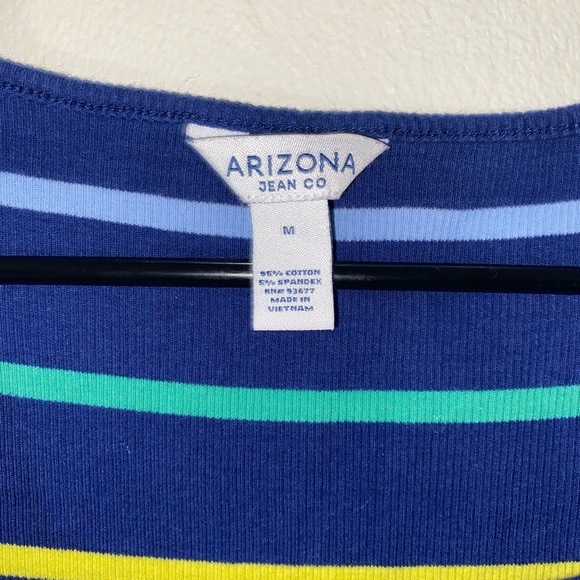 ARIZONA
JEAN CO
M
95% COTTON
5% SPANDEX
RN# 93677
MADE IN
VIETNAM